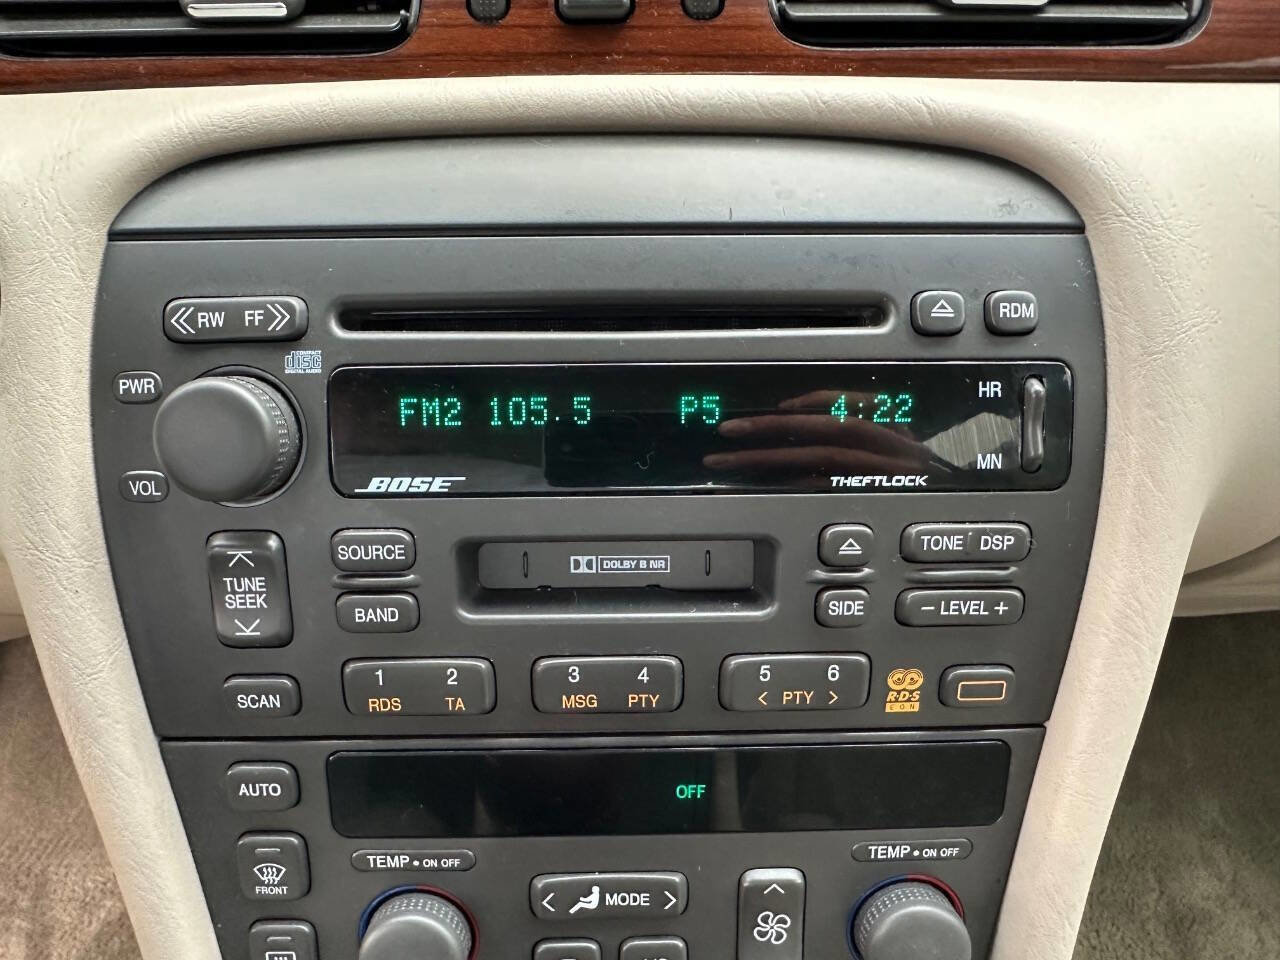 RW FF
RDM
COMPACT
disc
DIGITAL AUDIO
PWR
FM2 105.5 P5 4:22
HR
VOL
BOSE
THEFTLOCK
MN
SOURCE
TUNE
SEEK
DOLBY B NR
TONE DSP
BAND
SIDE
- LEVEL +
SCAN
1 2
RDS TA
3 4
MSG PTY
5 6
< PTY >
R·D·S
EON
AUTO
OFF
FRONT
TEMP • ON OFF
TEMP • ON OFF
< MODE >